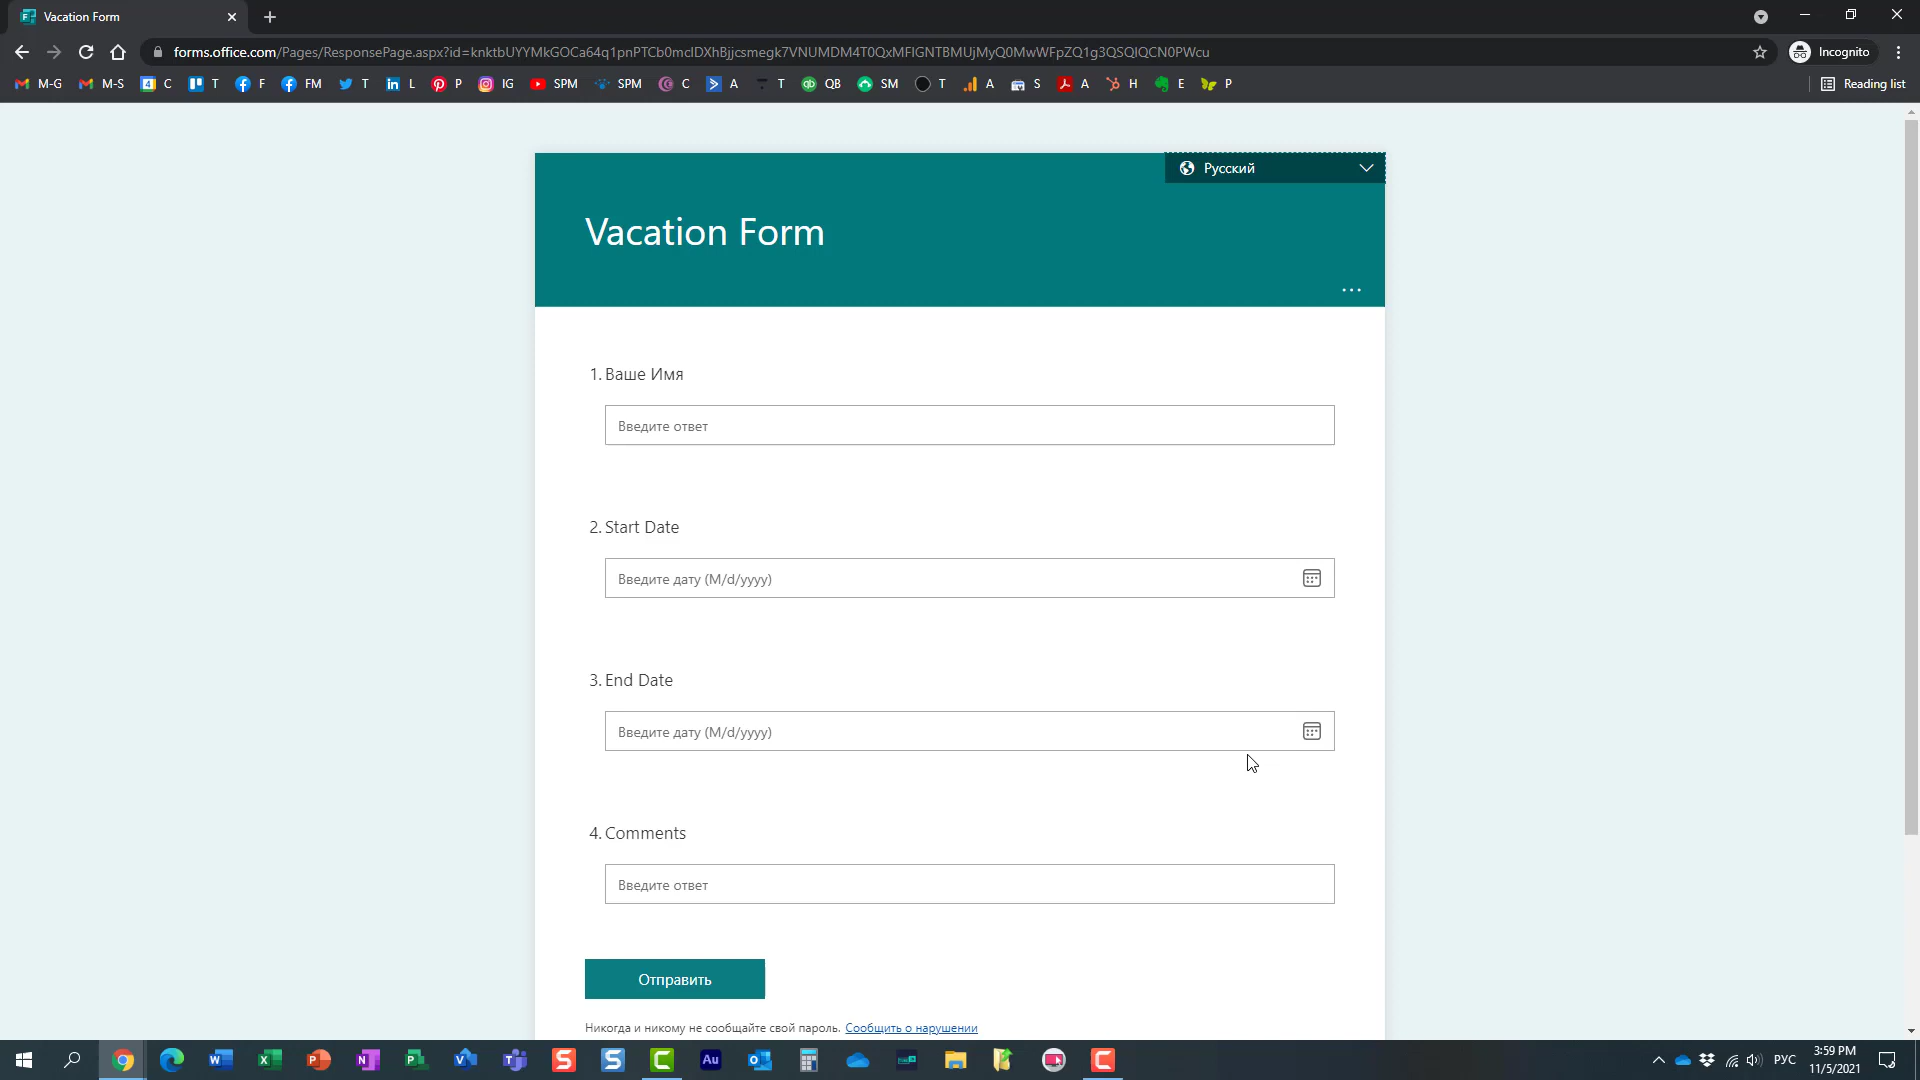 Vacation Form
forms.office.com/Pages/ResponsePage.aspx?id=knktbUYYMkGOCa64q1pnPTCb0mcIDXhBjjcsmegk7VNUMDM4T0QxMFlGNTBMUjMyQ0MwWFpZQ1g3QSQlQCN0PWcu
Incognito
M-G M-S 4 C T F FM T L P IG SPM SPM C A T QB SM T A S A H E P Reading list
Русский
Vacation Form
1. Ваше Имя
Введите ответ
2. Start Date
Введите дату (M/d/yyyy)
3. End Date
Введите дату (M/d/yyyy)
4. Comments
Введите ответ
Отправить
Никогда и никому не сообщайте свой пароль. Сообщить о нарушении
РУС
3:59 PM
11/5/2021